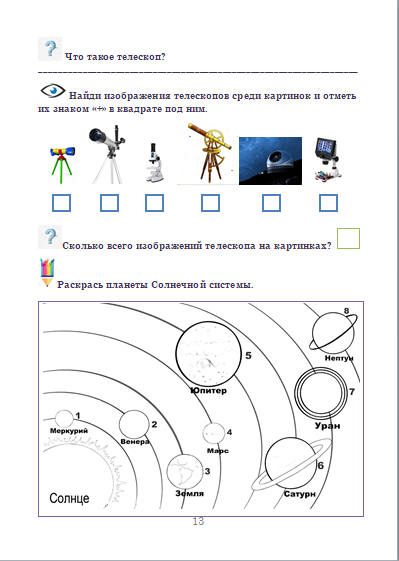 Что такое телескоп?
Найди изображения телескопов среди картинок и отметь
их знаком «+» в квадрате под ним.
Сколько всего изображений телескопа на картинках?
Раскрась планеты Солнечной системы.
8
Нептун
5
Юпитер
7
Уран
1
Меркурий
2
Венера
4
Марс
3
Земля
6
Сатурн
Солнце
13